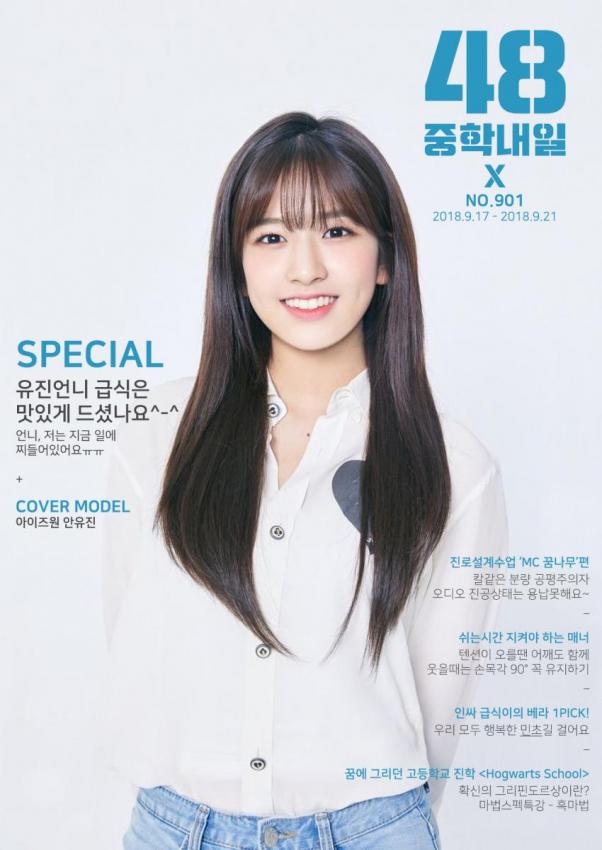 48
중학내일
X
NO.901
2018.9.17 - 2018.9.21
SPECIAL
유진언니 급식은
맛있게 드셨나요^-^
언니, 저는 지금 일에
찌들어있어요ㅠㅠ
+
COVER MODEL
아이즈원 안유진
진로설계수업 'MC 꿈나무'편
칼같은 분량 공평주의자
오디오 진공상태는 용납못해요~
–
쉬는시간 지켜야 하는 매너
텐션이 오를땐 어깨도 함께
웃을때는 손목각 90° 꼭 유지하기
–
인싸 급식이의 베라 1PICK!
우리 모두 행복한 민초길 걸어요
–
꿈에 그리던 고등학교 진학 <Hogwarts School>
확신의 그리핀도르상이란?
마법스펙특강 - 흑마법